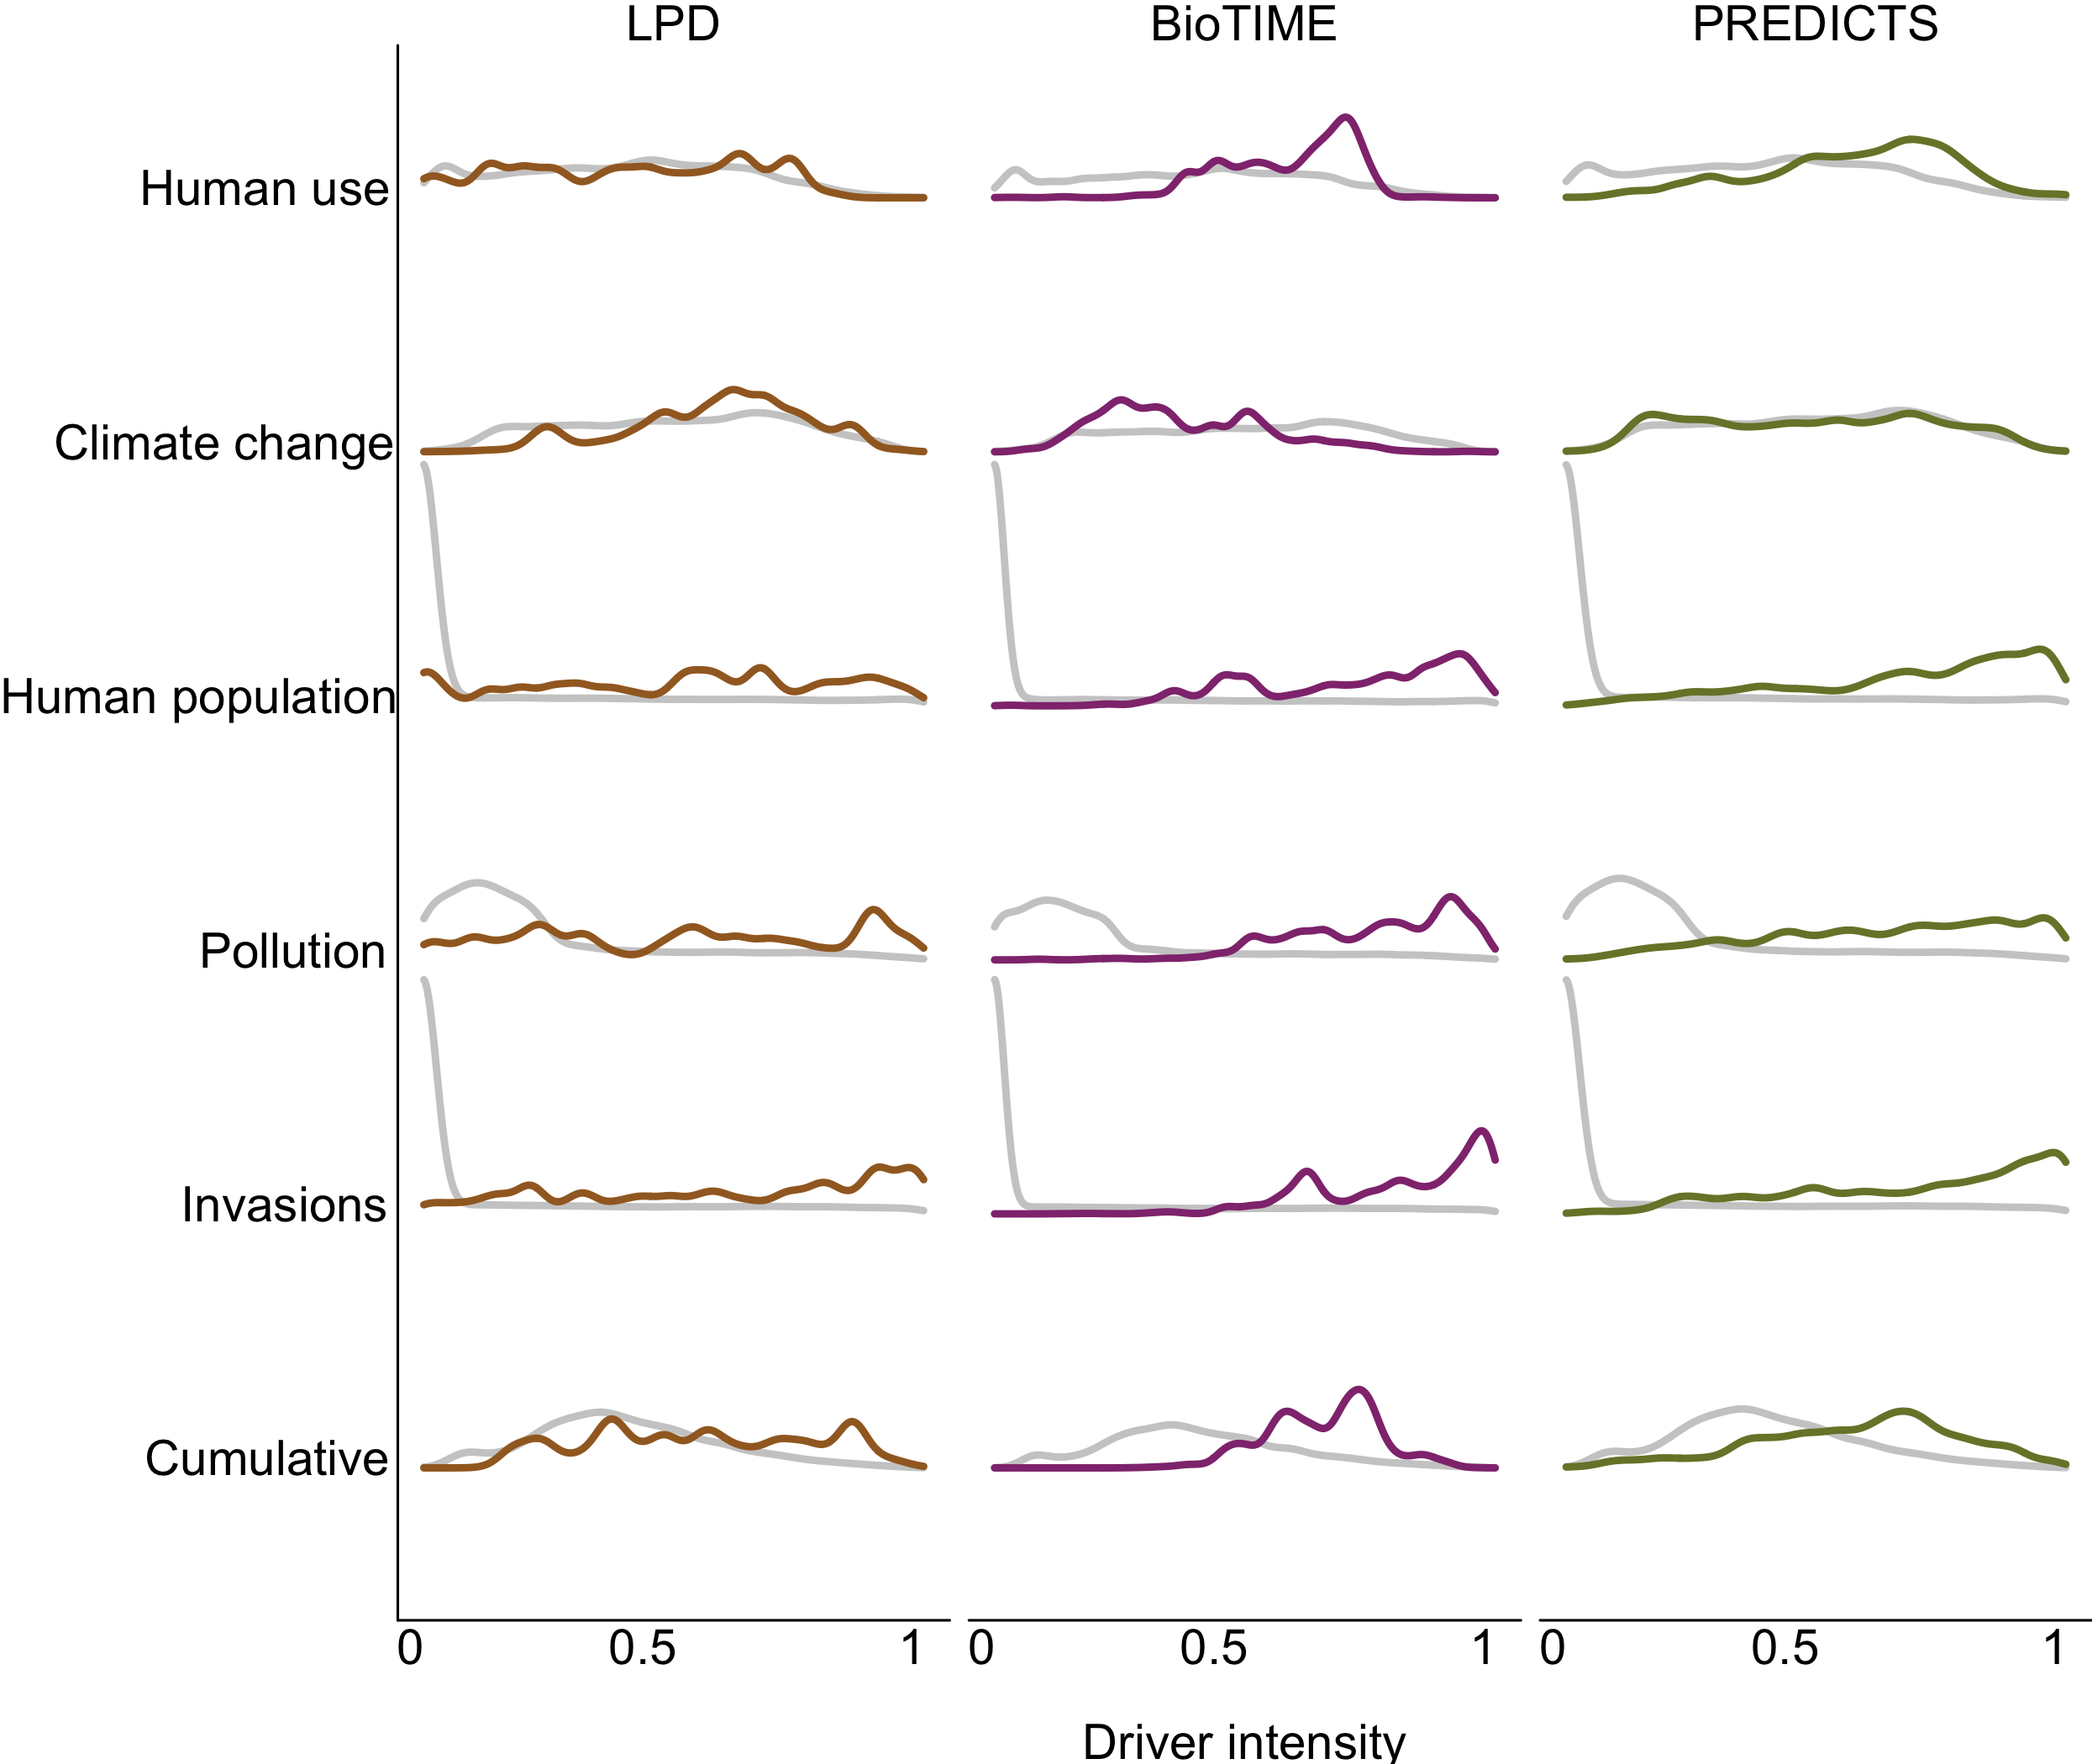 LPD BioTIME PREDICTS
Human use
Climate change
Human population
Pollution
Invasions
Cumulative
0 0.5 1 0 0.5 1 0 0.5 1
Driver intensity